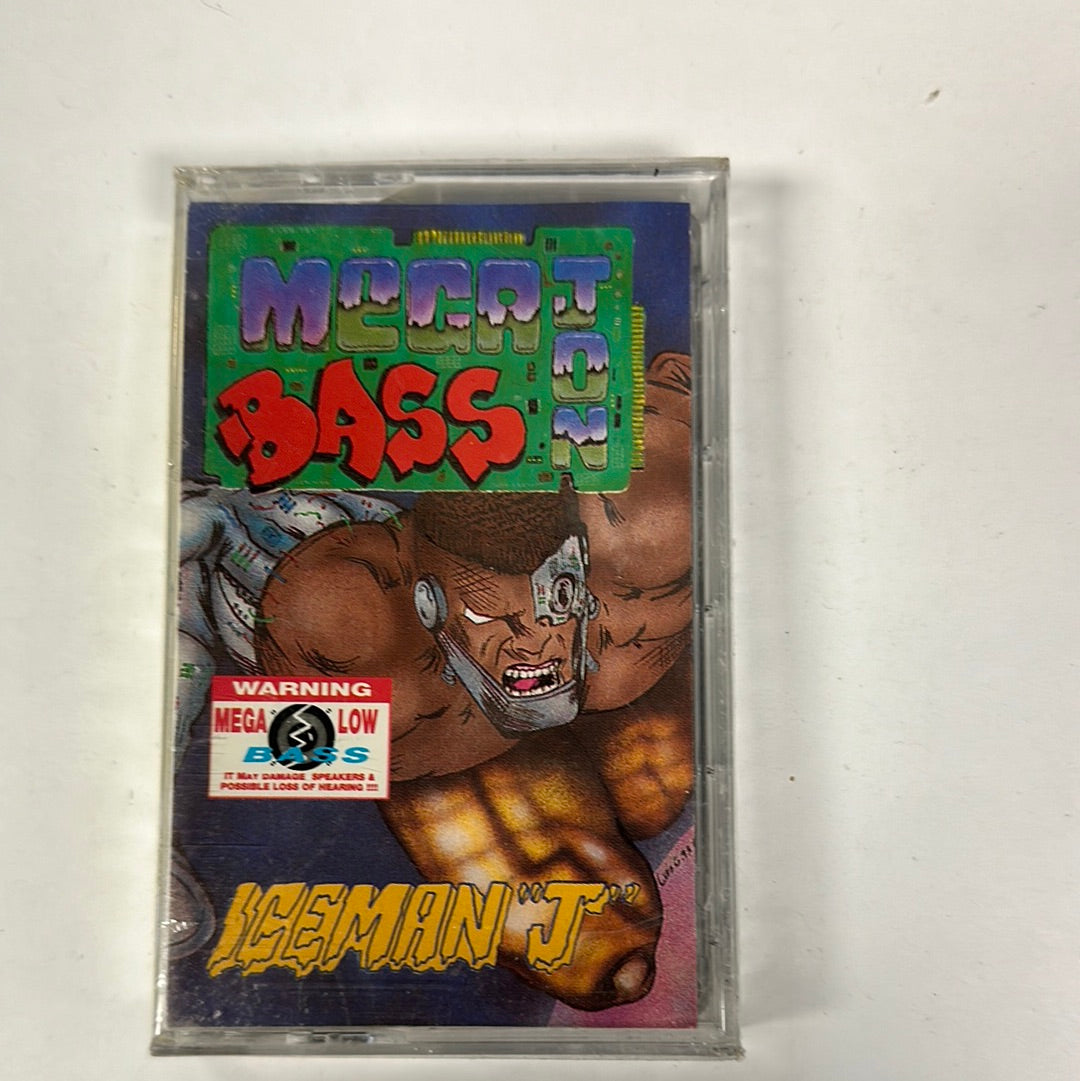 MEGA
TON
BASS
WARNING
MEGA LOW
BASS
IT MAY DAMAGE SPEAKERS &
POSSIBLE LOSS OF HEARING !!!!
ICEMAN "J"